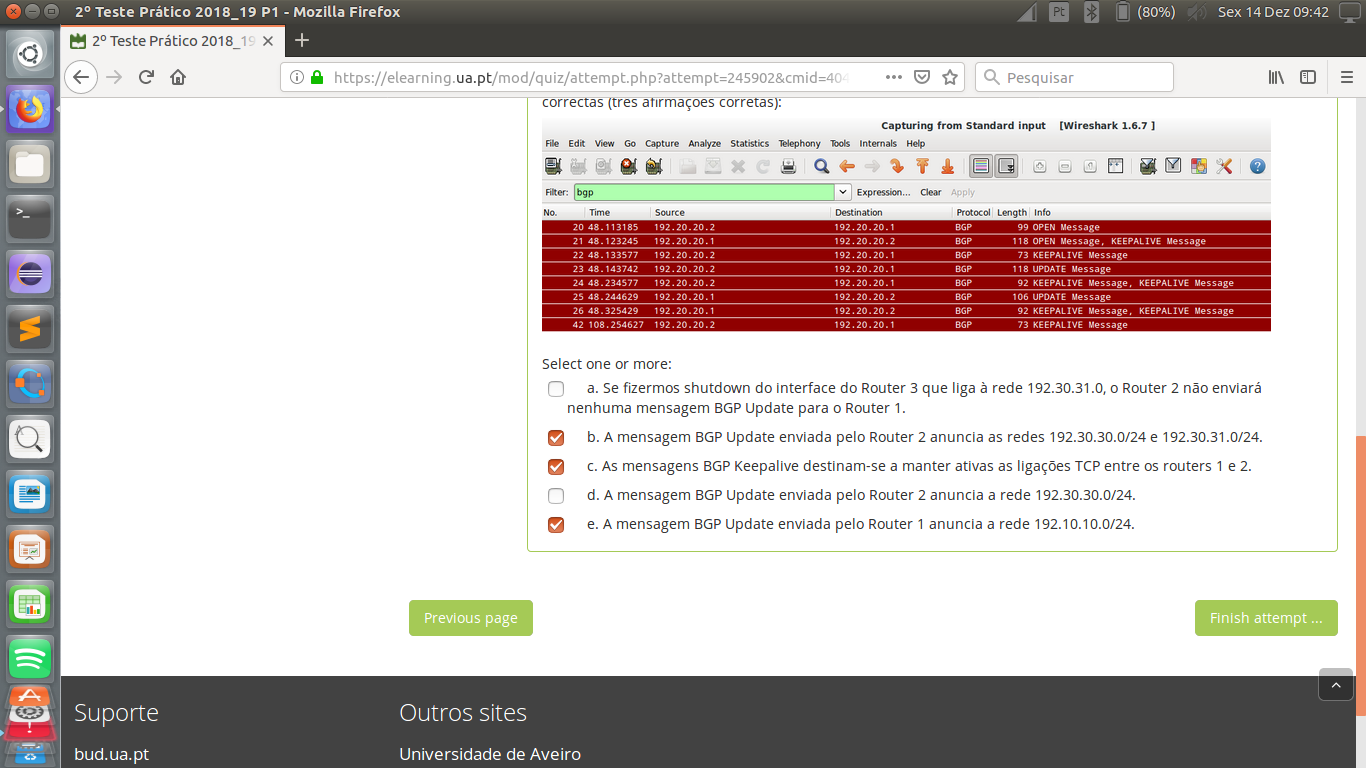 2º Teste Prático 2018_19 P1 - Mozilla Firefox
Pt
(80%)
Sex 14 Dez 09:42
2º Teste Prático 2018_19
https://elearning.ua.pt/mod/quiz/attempt.php?attempt=245902&cmid=404
Pesquisar
correctas (três afirmações corretas):
Capturing from Standard input [Wireshark 1.6.7 ]
File Edit View Go Capture Analyze Statistics Telephony Tools Internals Help
Filter: bgp Expression... Clear Apply
No. Time Source Destination Protocol Length Info
20 48.113185 192.20.20.2 192.20.20.1 BGP 99 OPEN Message
21 48.123245 192.20.20.1 192.20.20.2 BGP 118 OPEN Message, KEEPALIVE Message
22 48.133577 192.20.20.2 192.20.20.1 BGP 73 KEEPALIVE Message
23 48.143742 192.20.20.2 192.20.20.1 BGP 118 UPDATE Message
24 48.234577 192.20.20.2 192.20.20.1 BGP 92 KEEPALIVE Message, KEEPALIVE Message
25 48.244629 192.20.20.1 192.20.20.2 BGP 106 UPDATE Message
26 48.325429 192.20.20.1 192.20.20.2 BGP 92 KEEPALIVE Message, KEEPALIVE Message
42 108.254627 192.20.20.2 192.20.20.1 BGP 73 KEEPALIVE Message
Select one or more:
a. Se fizermos shutdown do interface do Router 3 que liga à rede 192.30.31.0, o Router 2 não enviará
nenhuma mensagem BGP Update para o Router 1.
b. A mensagem BGP Update enviada pelo Router 2 anuncia as redes 192.30.30.0/24 e 192.30.31.0/24.
c. As mensagens BGP Keepalive destinam-se a manter ativas as ligações TCP entre os routers 1 e 2.
d. A mensagem BGP Update enviada pelo Router 2 anuncia a rede 192.30.30.0/24.
e. A mensagem BGP Update enviada pelo Router 1 anuncia a rede 192.10.10.0/24.
Previous page
Finish attempt ...
Suporte
Outros sites
bud.ua.pt
Universidade de Aveiro